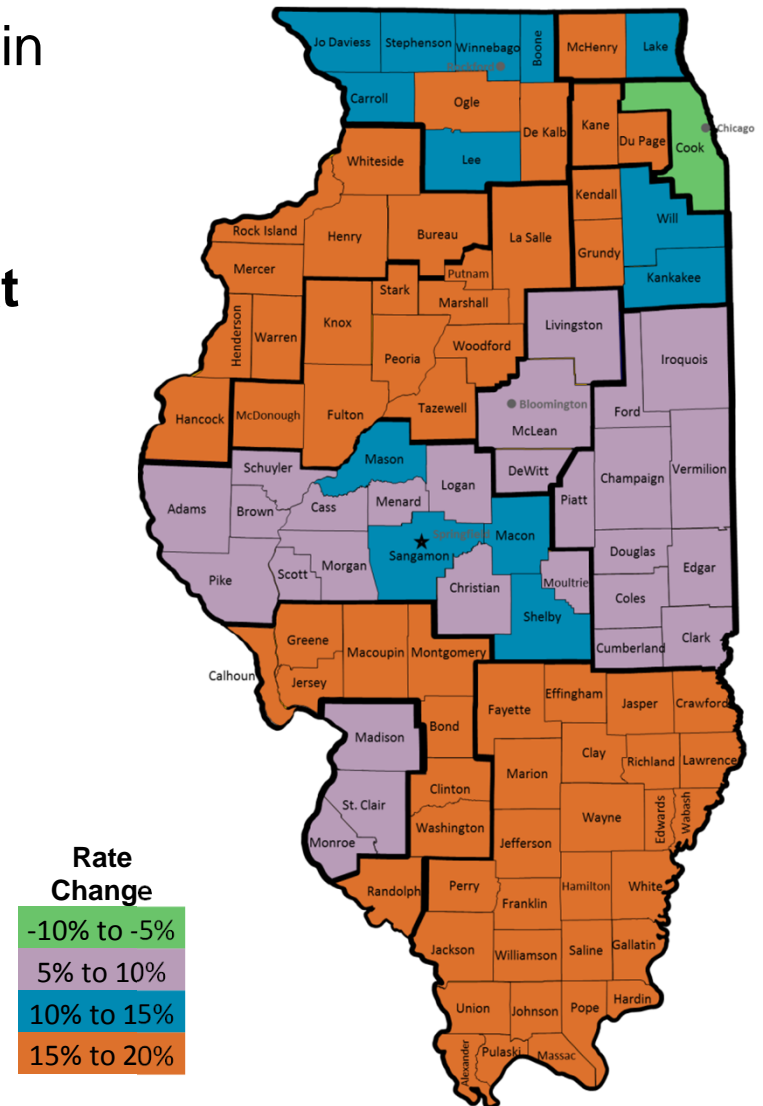 in
t
Jo Daviess
Stephenson
Winnebago
Boone
McHenry
Lake
Rockford
Carroll
Ogle
De Kalb
Kane
Du Page
Cook
Chicago
Lee
Whiteside
Kendall
Will
Rock Island
Henry
Bureau
La Salle
Grundy
Mercer
Putnam
Kankakee
Stark
Marshall
Henderson
Warren
Knox
Peoria
Woodford
Livingston
Iroquois
Hancock
McDonough
Fulton
Tazewell
Bloomington
McLean
Ford
Mason
Schuyler
Logan
DeWitt
Champaign
Vermilion
Adams
Brown
Cass
Menard
Piatt
Springfield
Macon
Sangamon
Douglas
Edgar
Pike
Scott
Morgan
Christian
Moultrie
Coles
Shelby
Greene
Macoupin
Montgomery
Cumberland
Clark
Calhoun
Jersey
Fayette
Effingham
Jasper
Crawford
Bond
Madison
Clay
Richland
Lawrence
Marion
Clinton
St. Clair
Washington
Wayne
Edwards
Wabash
Monroe
Jefferson
Randolph
Perry
Hamilton
White
Franklin
Jackson
Williamson
Saline
Gallatin
Union
Johnson
Pope
Hardin
Alexander
Pulaski
Massac
Rate
Change
-10% to -5%
5% to 10%
10% to 15%
15% to 20%